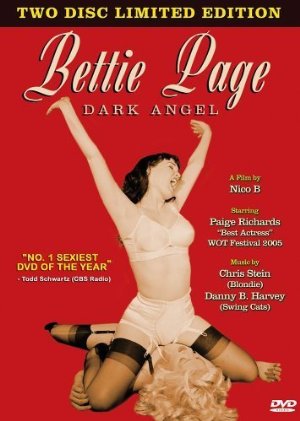 TWO DISC LIMITED EDITION
Bettie Page
DARK ANGEL
A Film by
Nico B
Starring
Paige Richards
"Best Actress"
WOT Festival 2005
Music by
Chris Stein
(Blondie)
Danny B. Harvey
(Swing Cats)
"NO. 1 SEXIEST
DVD OF THE YEAR"
- Todd Schwartz (CBS Radio)
DVD